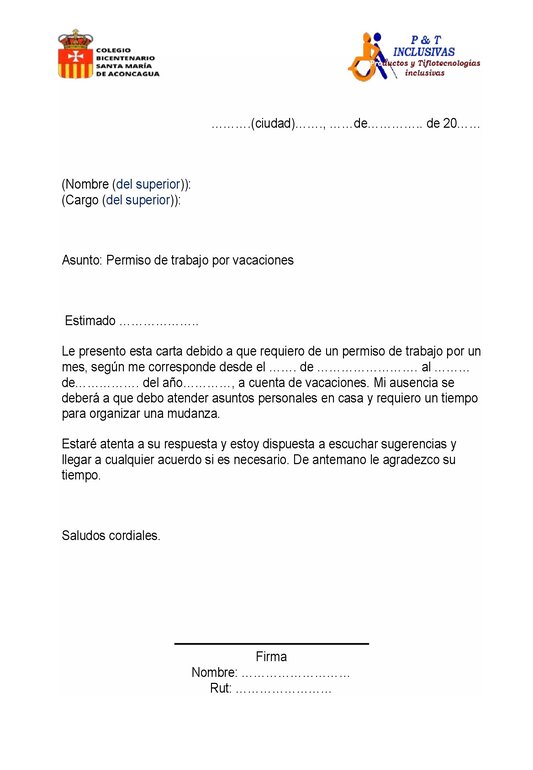 COLEGIO
BICENTENARIO
SANTA MARÍA
DE ACONCAGUA
P & T
INCLUSIVAS
ductos y Tiflotecnologías
inclusivas
……….(ciudad)……., ……de………….. de 20……
(Nombre (del superior)):
(Cargo (del superior)):
Asunto: Permiso de trabajo por vacaciones
Estimado ………………..
Le presento esta carta debido a que requiero de un permiso de trabajo por un
mes, según me corresponde desde el ……. de ……………………. al ………
de……………. del año…………, a cuenta de vacaciones. Mi ausencia se
deberá a que debo atender asuntos personales en casa y requiero un tiempo
para organizar una mudanza.
Estaré atenta a su respuesta y estoy dispuesta a escuchar sugerencias y
llegar a cualquier acuerdo si es necesario. De antemano le agradezco su
tiempo.
Saludos cordiales.
Firma
Nombre: ………………………
Rut: ……………………